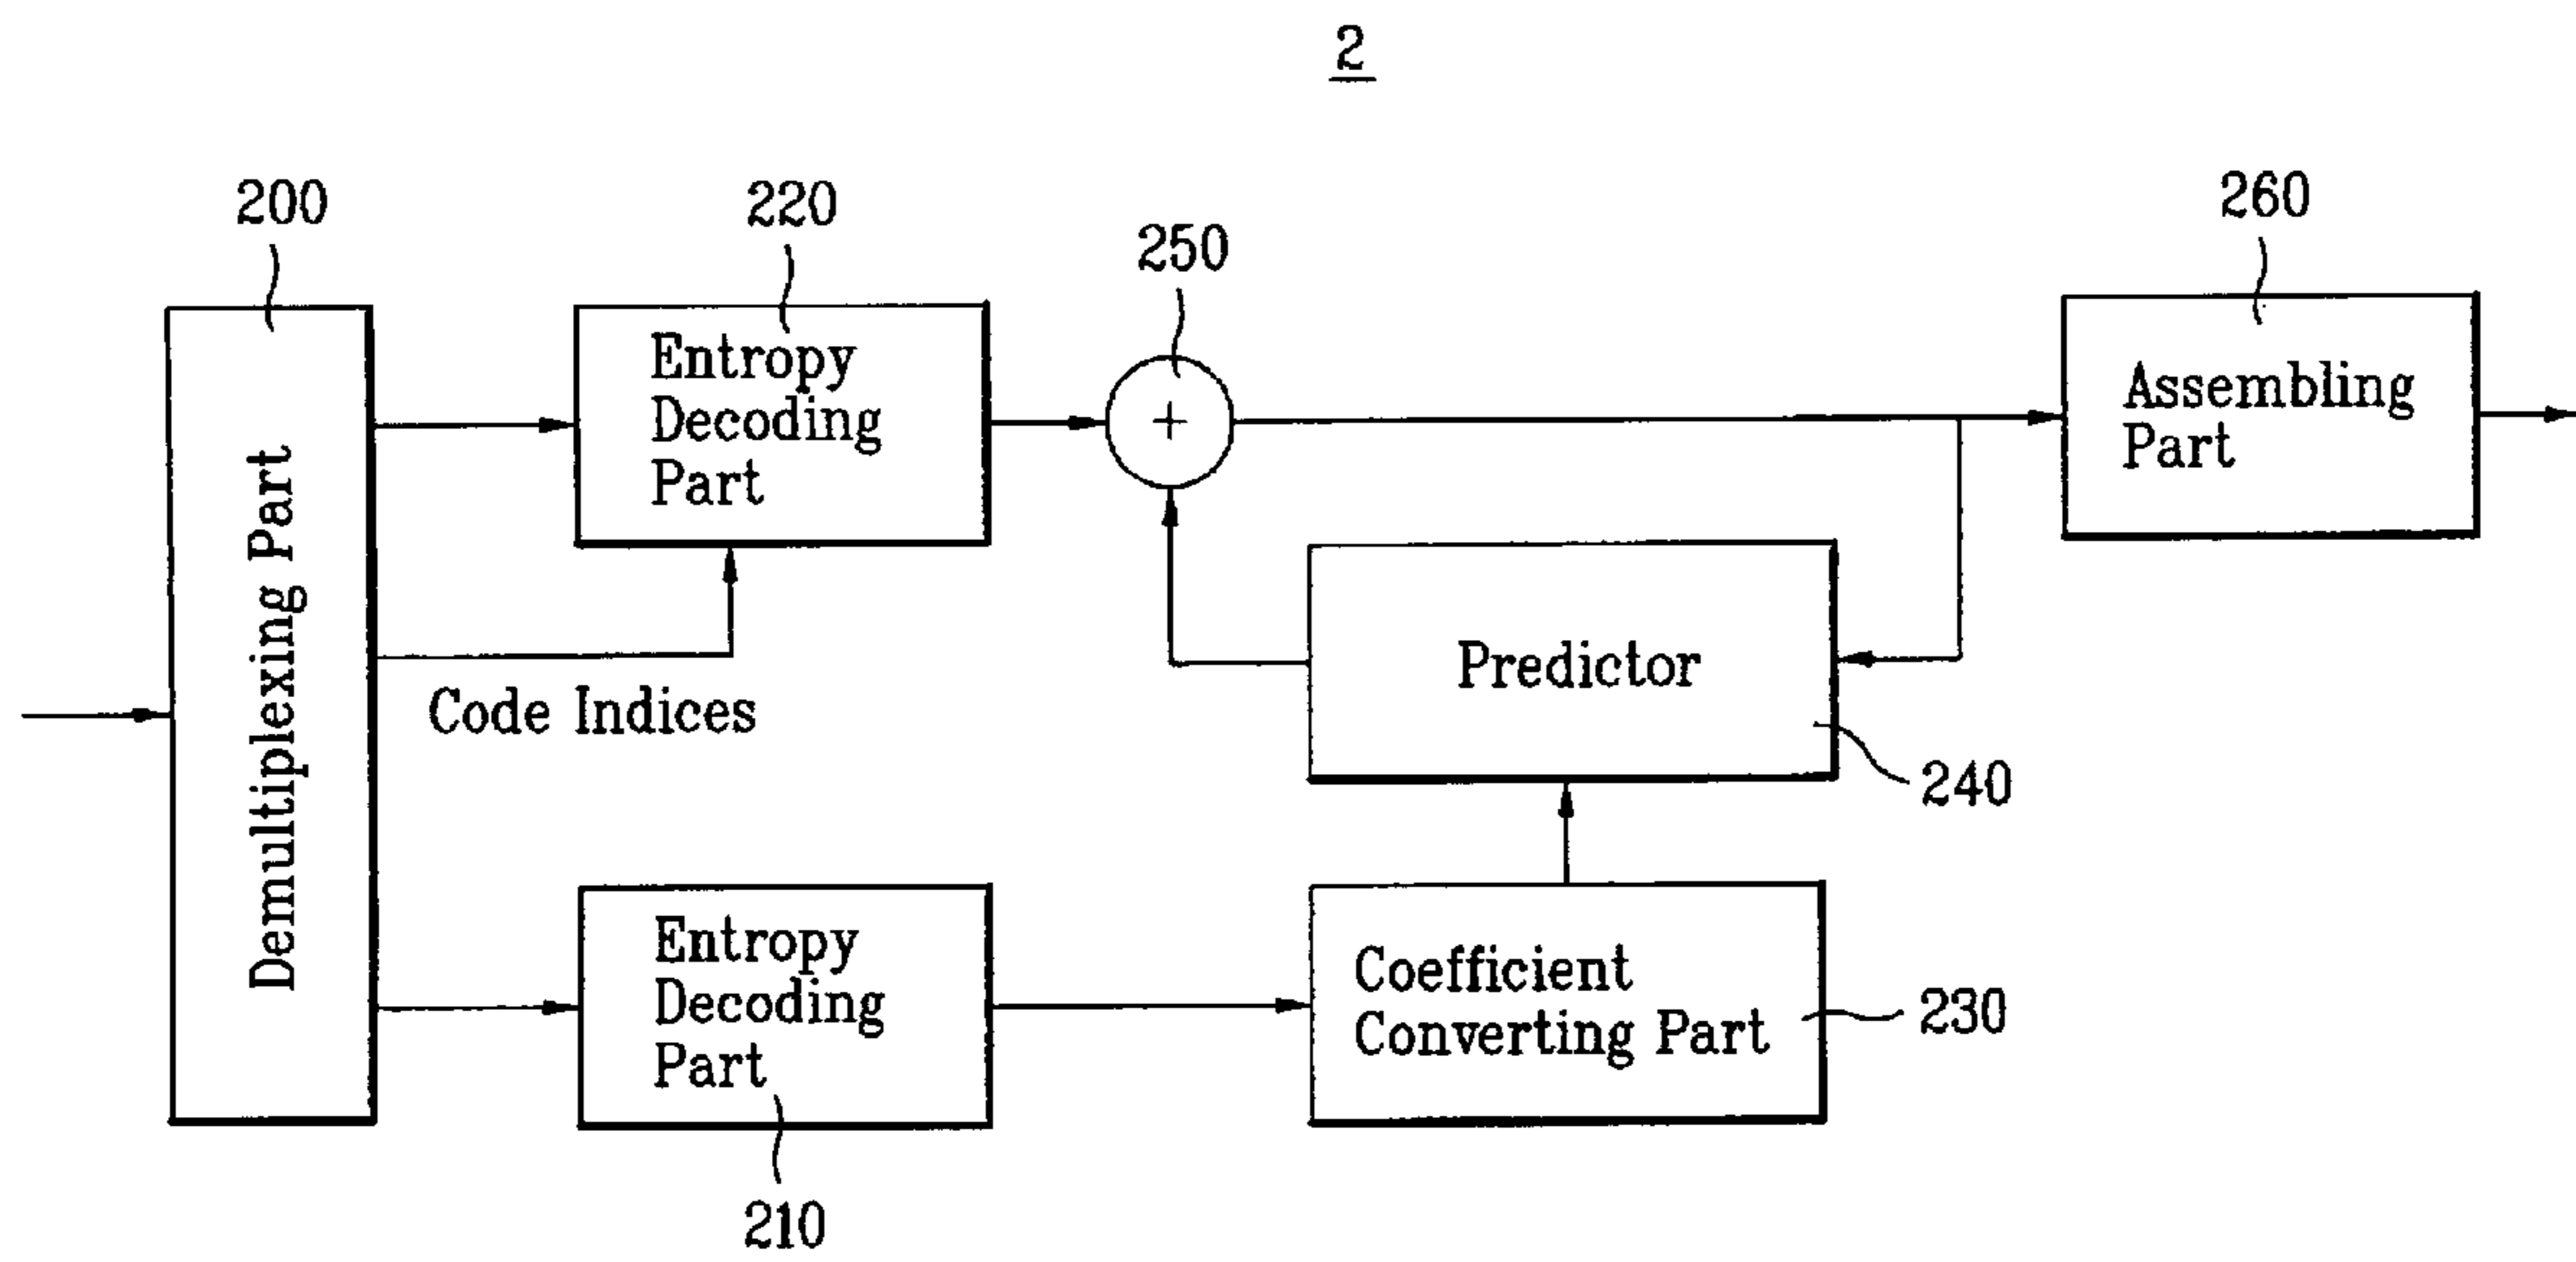 2
200
220
250
260
Entropy
Decoding
Part
+
Assembling
Part
Demultiplexing Part
Code Indices
Predictor
240
Entropy
Decoding
Part
Coefficient
Converting Part
230
210